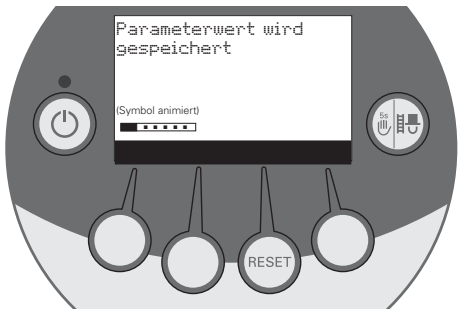 Parameterwert wird
gespeichert
(Symbol animiert)
5s
RESET